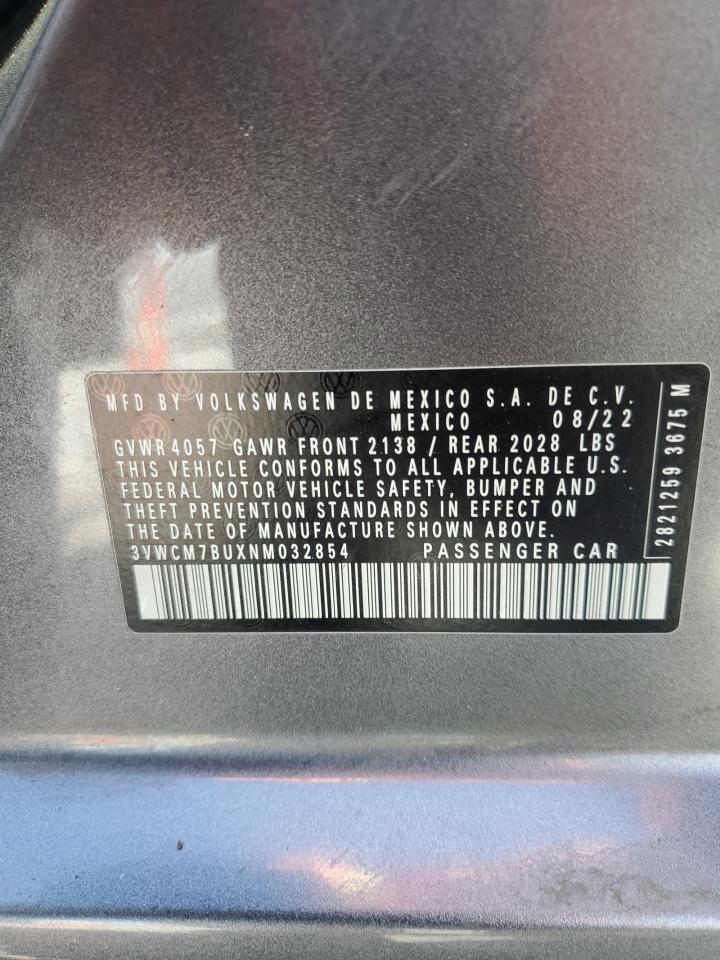 MFD BY VOLKSWAGEN DE MEXICO S.A. DE C.V.
MEXICO 08/22
GVWR 4057 GAWR FRONT 2138 / REAR 2028 LBS
THIS VEHICLE CONFORMS TO ALL APPLICABLE U.S.
FEDERAL MOTOR VEHICLE SAFETY, BUMPER AND
THEFT PREVENTION STANDARDS IN EFFECT ON
THE DATE OF MANUFACTURE SHOWN ABOVE.
3VWCM7BUXNM032854 PASSENGER CAR
2821259 3675 M